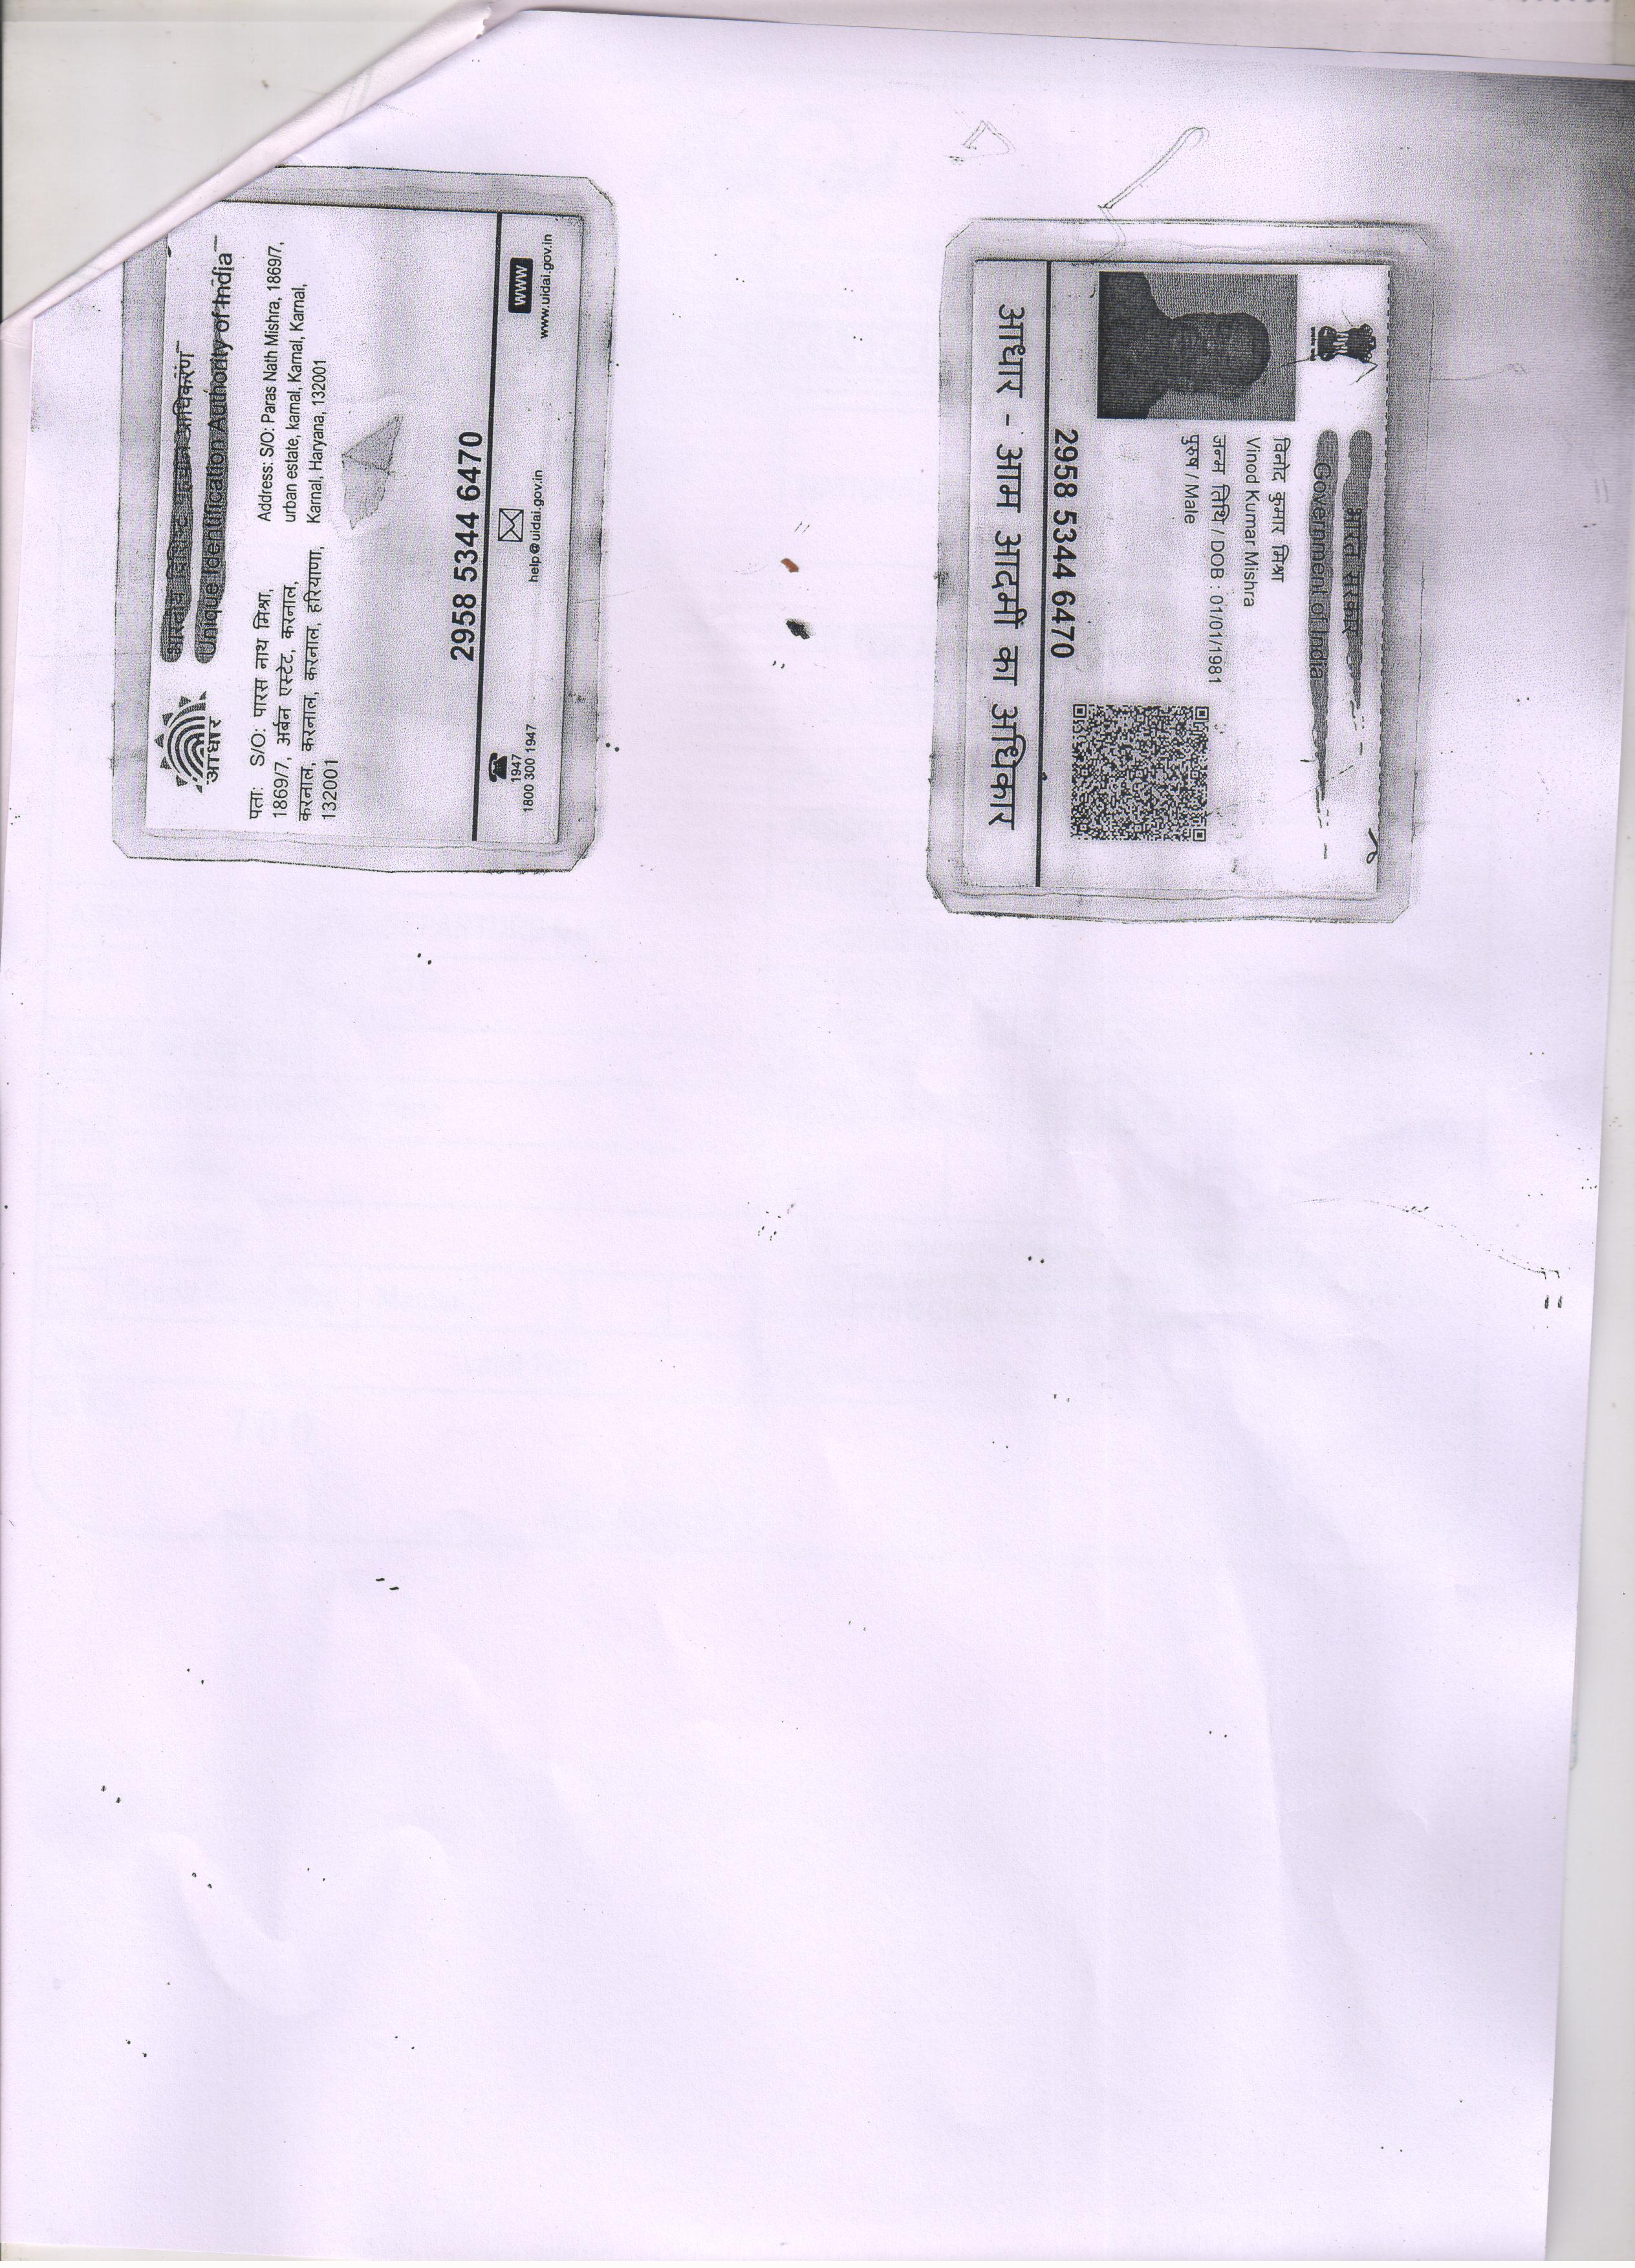 भारत सरकार
Government of India
विनोद कुमार मिश्रा
Vinod Kumar Mishra
जन्म तिथि / DOB : 01/01/1981
पुरुष / Male
2958 5344 6470
आधार - आम आदमी का अधिकार
भारतीय विशिष्ट पहचान प्राधिकरण
Unique Identification Authority of India
आधार
पता: S/O: पारस नाथ मिश्रा,
1869/7, अर्बन एस्टेट, करनाल,
करनाल, करनाल, करनाल, हरियाणा,
132001
Address: S/O: Paras Nath Mishra, 1869/7,
urban estate, karnal, Karnal, Karnal,
Karnal, Haryana, 132001
2958 5344 6470
1947
1800 300 1947
help@uidai.gov.in
www
www.uidai.gov.in